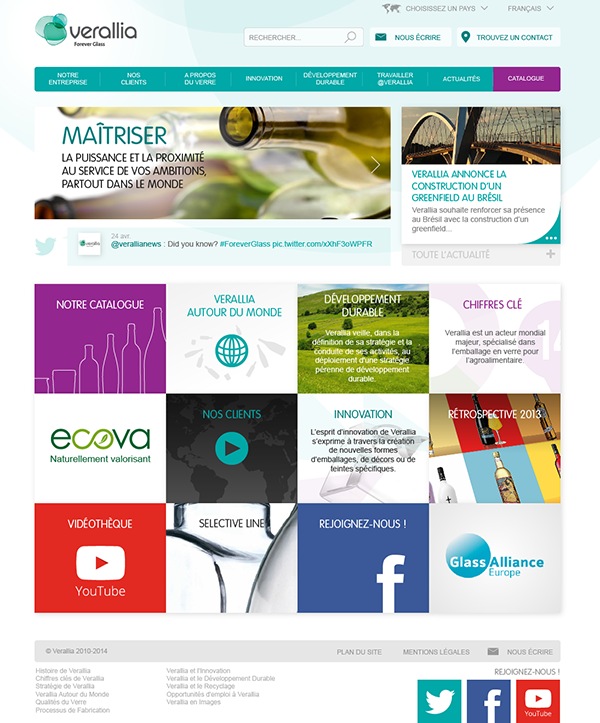 CHOISISSEZ UN PAYS
FRANÇAIS
verallia
Forever Glass
RECHERCHER...
NOUS ÉCRIRE
TROUVEZ UN CONTACT
NOTRE
ENTREPRISE
NOS
CLIENTS
A PROPOS
DU VERRE
INNOVATION
DÉVELOPPEMENT
DURABLE
TRAVAILLER
@VERALLIA
ACTUALITÉS
CATALOGUE
MAÎTRISER
LA PUISSANCE ET LA PROXIMITÉ
AU SERVICE DE VOS AMBITIONS,
PARTOUT DANS LE MONDE
VERALLIA ANNONCE LA
CONSTRUCTION D'UN
GREENFIELD AU BRÉSIL
Verallia souhaite renforcer sa présence
au Brésil avec la construction d'un
greenfield...
TOUTE L'ACTUALITÉ
verallia
24 avr.
@verallianews : Did you know? #ForeverGlass pic.twitter.com/xXhF3oWPFR
NOTRE CATALOGUE
VERALLIA
AUTOUR DU MONDE
DÉVELOPPEMENT
DURABLE
Verallia veille, dans la
définition de sa stratégie et la
conduite de ses activités, au
déploiement d'une stratégie
pérenne de développement
durable.
CHIFFRES CLÉ
Verallia est un acteur mondial
majeur, spécialisé dans
l'emballage en verre pour
l'agroalimentaire.
ecova
Naturellement valorisant
NOS CLIENTS
INNOVATION
L'esprit d'innovation de Verallia
s'exprime à travers la création
de nouvelles formes
d'emballages, de décors ou de
teintes spécifiques.
RÉTROSPECTIVE 2013
VIDÉOTHÈQUE
YouTube
SELECTIVE LINE
REJOIGNEZ-NOUS !
f
GlassAlliance
Europe
© Verallia 2010-2014
PLAN DU SITE
MENTIONS LÉGALES
NOUS ÉCRIRE
Histoire de Verallia
Chiffres clés de Verallia
Stratégie de Verallia
Verallia Autour du Monde
Qualités du Verre
Processus de Fabrication
Verallia et l'Innovation
Verallia et le Développement Durable
Verallia et le Recyclage
Opportunités d'emploi à Verallia
Verallia en Images
REJOIGNEZ-NOUS !
f
YouTube